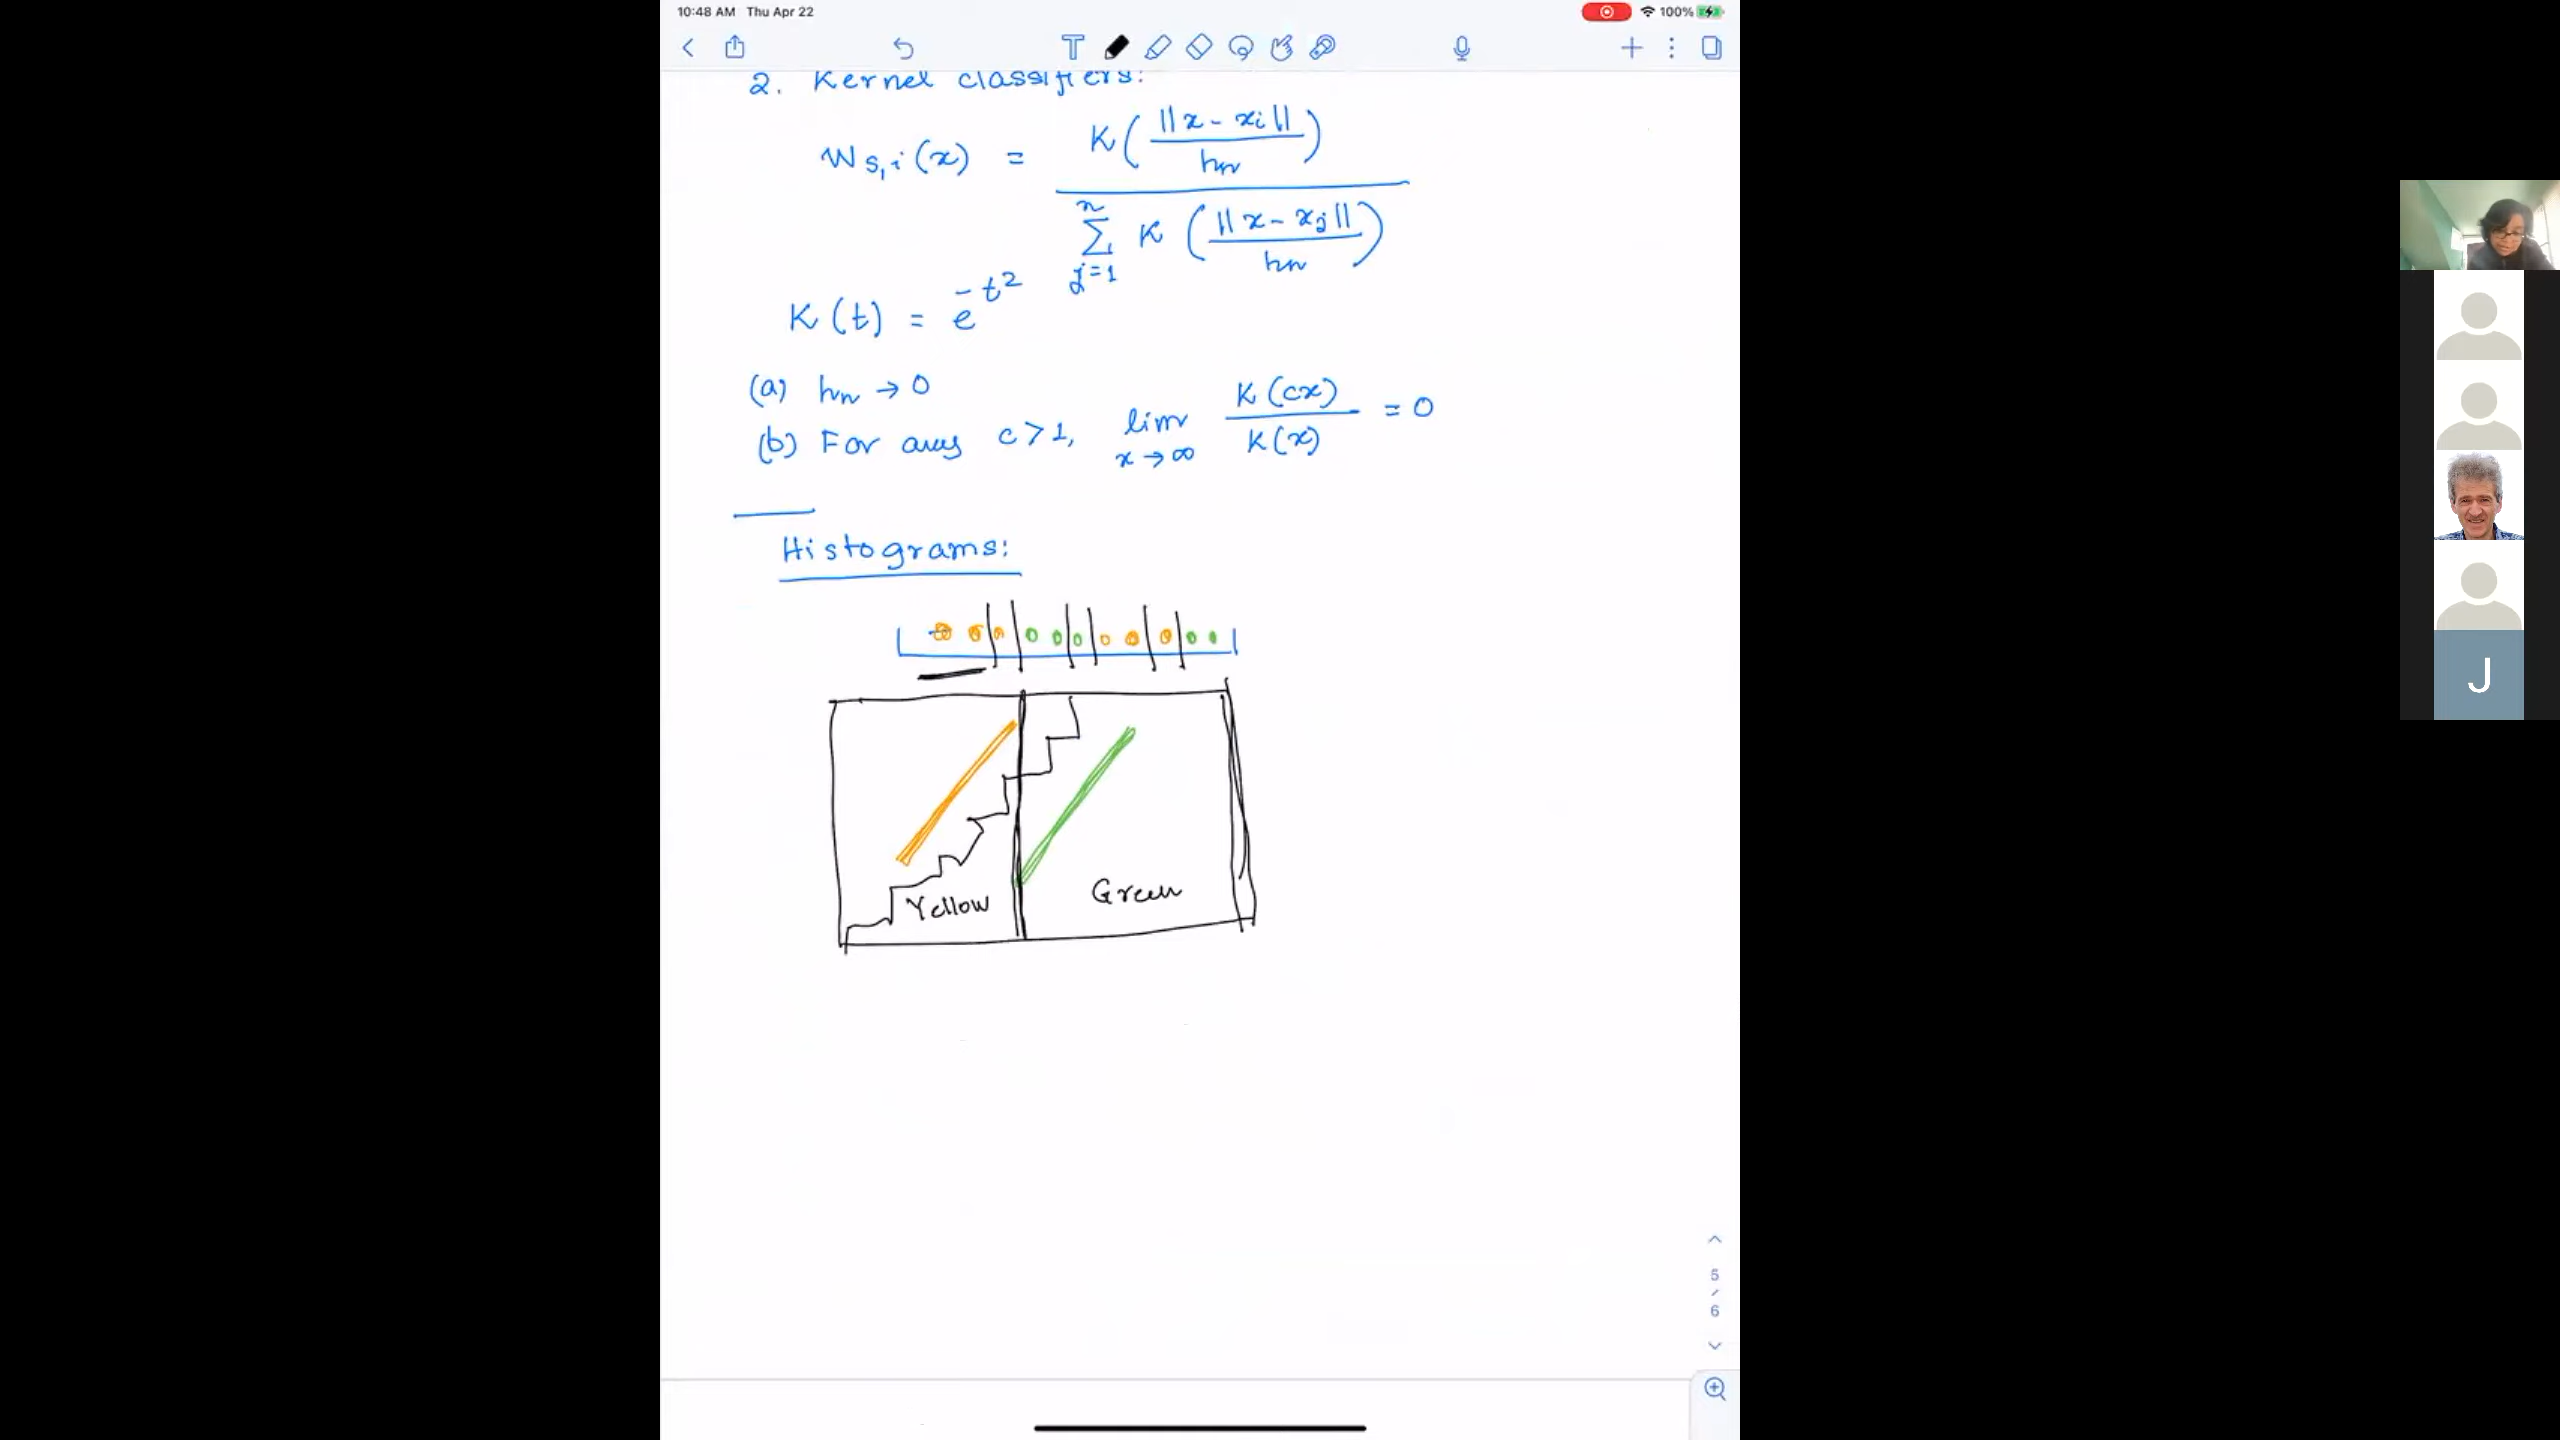 10:48 AM Thu Apr 22
100%
2. Kernel classifiers:
W_{S,i}(x) = K(||x - x_i|| / h_n) / \sum_{j=1}^{n} K(||x - x_j|| / h_n)
K(t) = e^{-t^2}
(a) h_n → 0
(b) For any c > 1, lim_{x → ∞} K(cx) / K(x) = 0
Histograms:
Yellow
Green
5
/
6
J